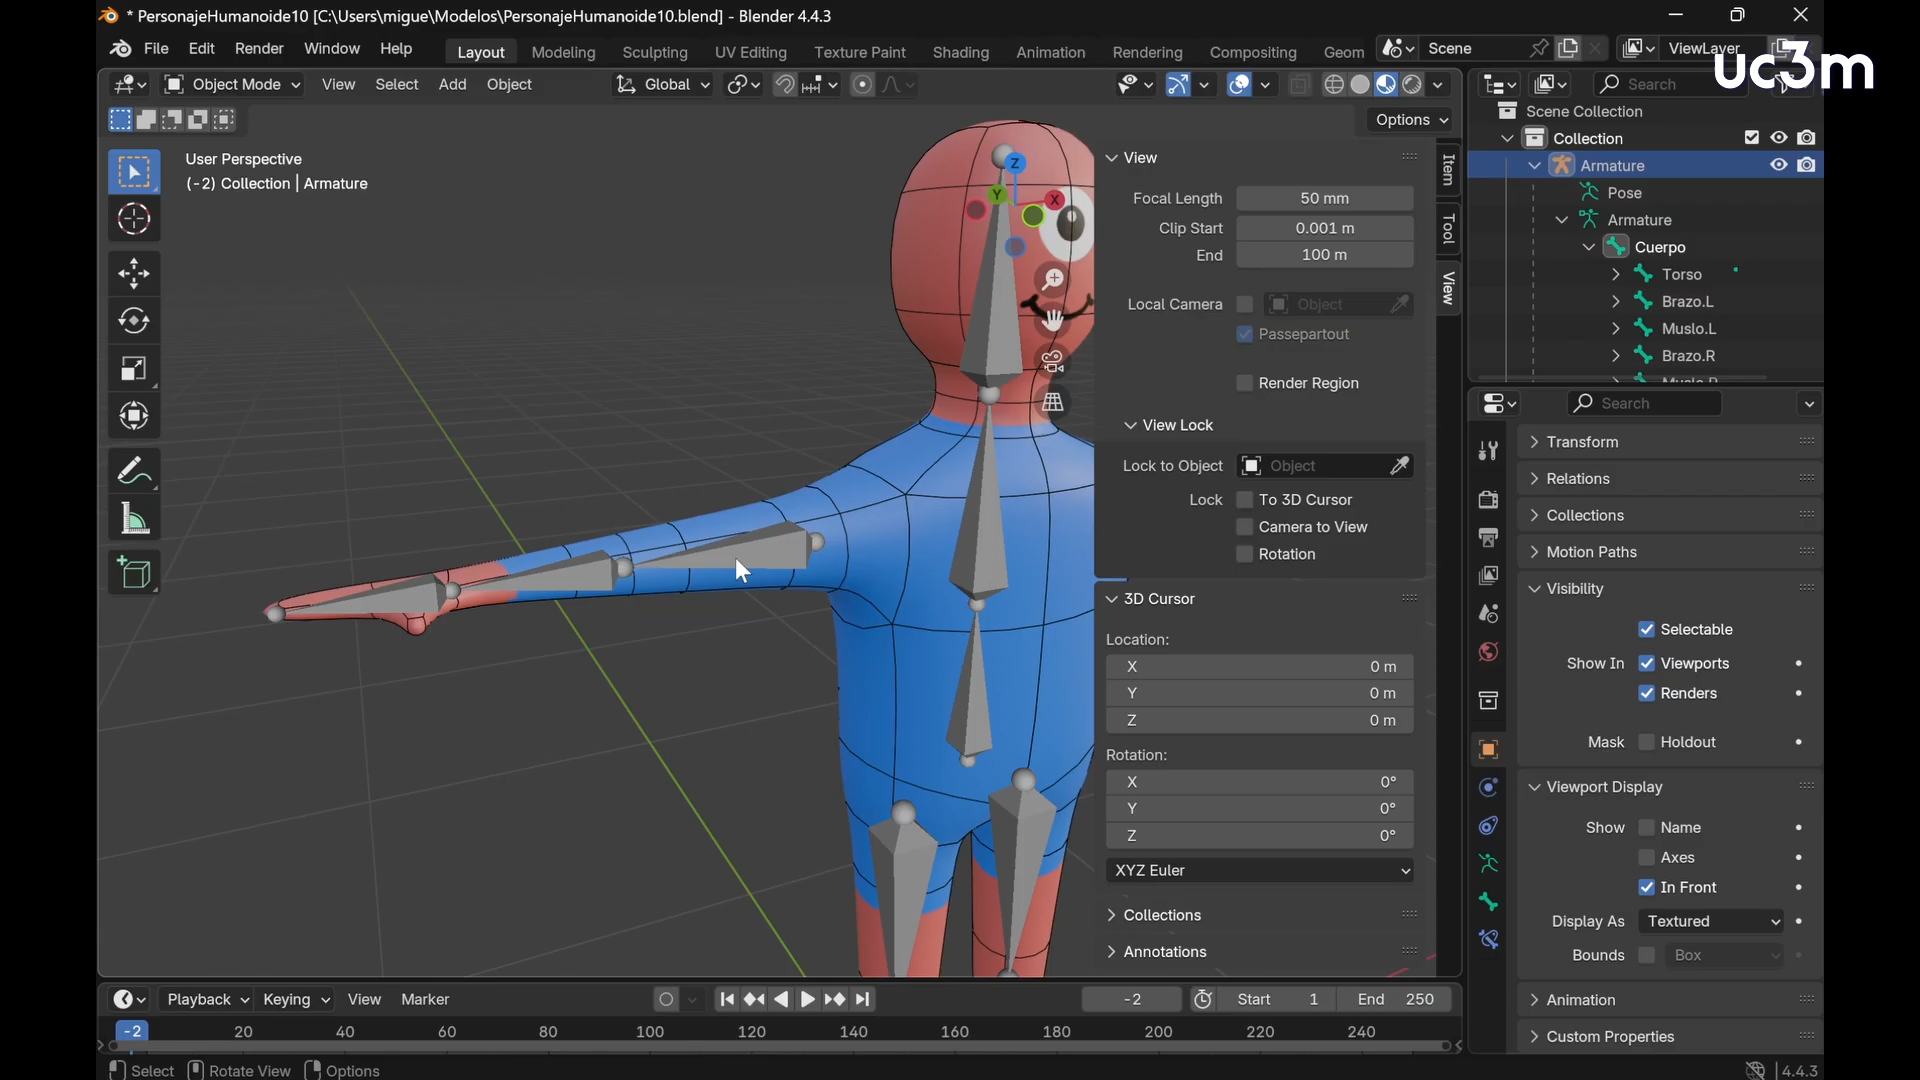 * PersonajeHumanoide10 [C:\Users\migue\Modelos\PersonajeHumanoide10.blend] - Blender 4.4.3
File Edit Render Window Help Layout Modeling Sculpting UV Editing Texture Paint Shading Animation Rendering Compositing Geom Scene ViewLayer
uc3m
Object Mode View Select Add Object Global Search
Options
User Perspective
(-2) Collection | Armature
Z
Y
X
View
Focal Length 50 mm
Clip Start 0.001 m
End 100 m
Local Camera Object
Passepartout
Render Region
View Lock
Lock to Object Object
Lock To 3D Cursor
Camera to View
Rotation
3D Cursor
Location:
X 0 m
Y 0 m
Z 0 m
Rotation:
X 0°
Y 0°
Z 0°
XYZ Euler
Collections
Annotations
Item
Tool
View
Scene Collection
Collection
Armature
Pose
Armature
Cuerpo
Torso
Brazo.L
Muslo.L
Brazo.R
Muslo.R
Search
Transform
Relations
Collections
Motion Paths
Visibility
Selectable
Show In Viewports
Renders
Mask Holdout
Viewport Display
Show Name
Axes
In Front
Display As Textured
Bounds Box
Animation
Custom Properties
Playback Keying View Marker -2 Start 1 End 250
-2 20 40 60 80 100 120 140 160 180 200 220 240
Select Rotate View Options 4.4.3